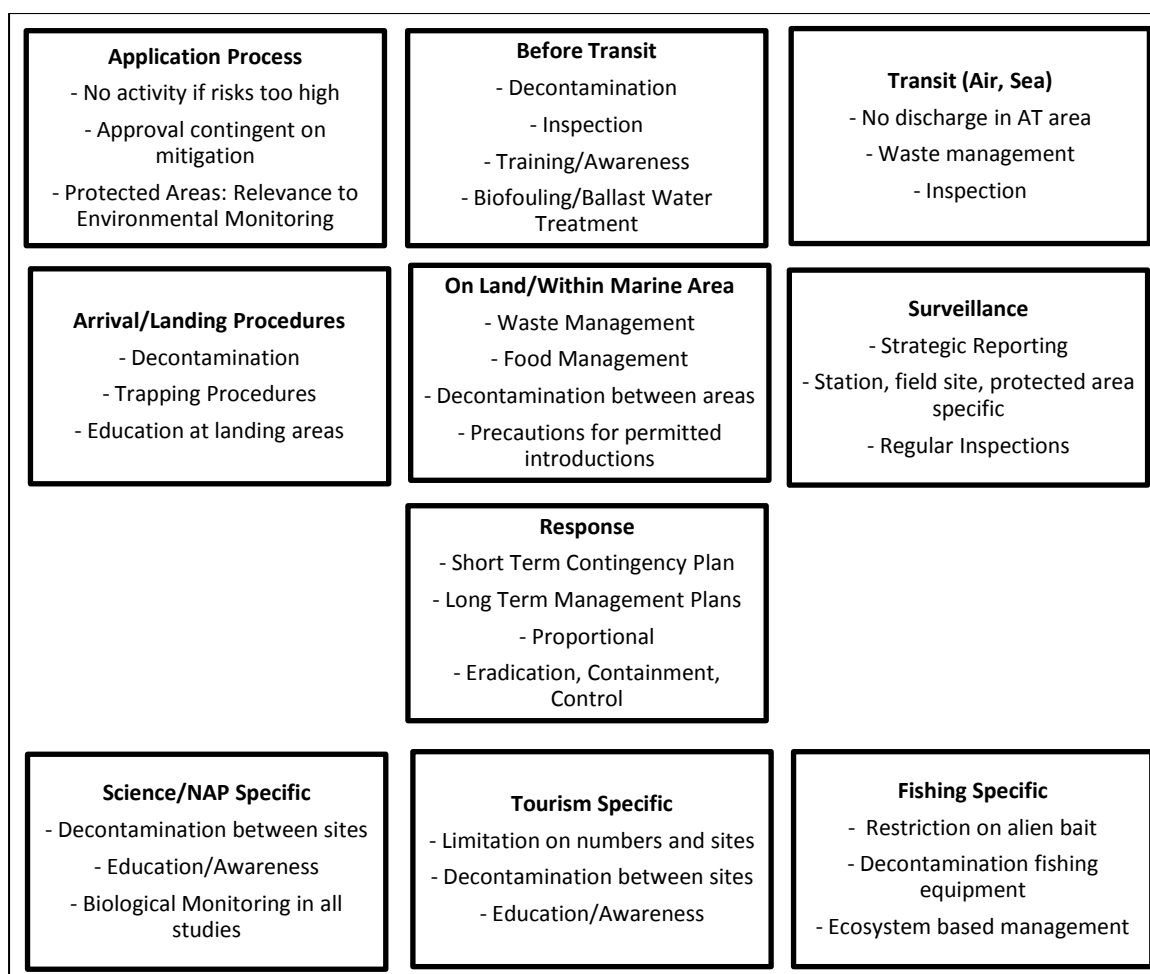 Application Process
- No activity if risks too high
- Approval contingent on
mitigation
- Protected Areas: Relevance to
Environmental Monitoring
Before Transit
- Decontamination
- Inspection
- Training/Awareness
- Biofouling/Ballast Water
Treatment
Transit (Air, Sea)
- No discharge in AT area
- Waste management
- Inspection
Arrival/Landing Procedures
- Decontamination
- Trapping Procedures
- Education at landing areas
On Land/Within Marine Area
- Waste Management
- Food Management
- Decontamination between areas
- Precautions for permitted
introductions
Surveillance
- Strategic Reporting
- Station, field site, protected area
specific
- Regular Inspections
Response
- Short Term Contingency Plan
- Long Term Management Plans
- Proportional
- Eradication, Containment,
Control
Science/NAP Specific
- Decontamination between sites
- Education/Awareness
- Biological Monitoring in all
studies
Tourism Specific
- Limitation on numbers and sites
- Decontamination between sites
- Education/Awareness
Fishing Specific
- Restriction on alien bait
- Decontamination fishing
equipment
- Ecosystem based management